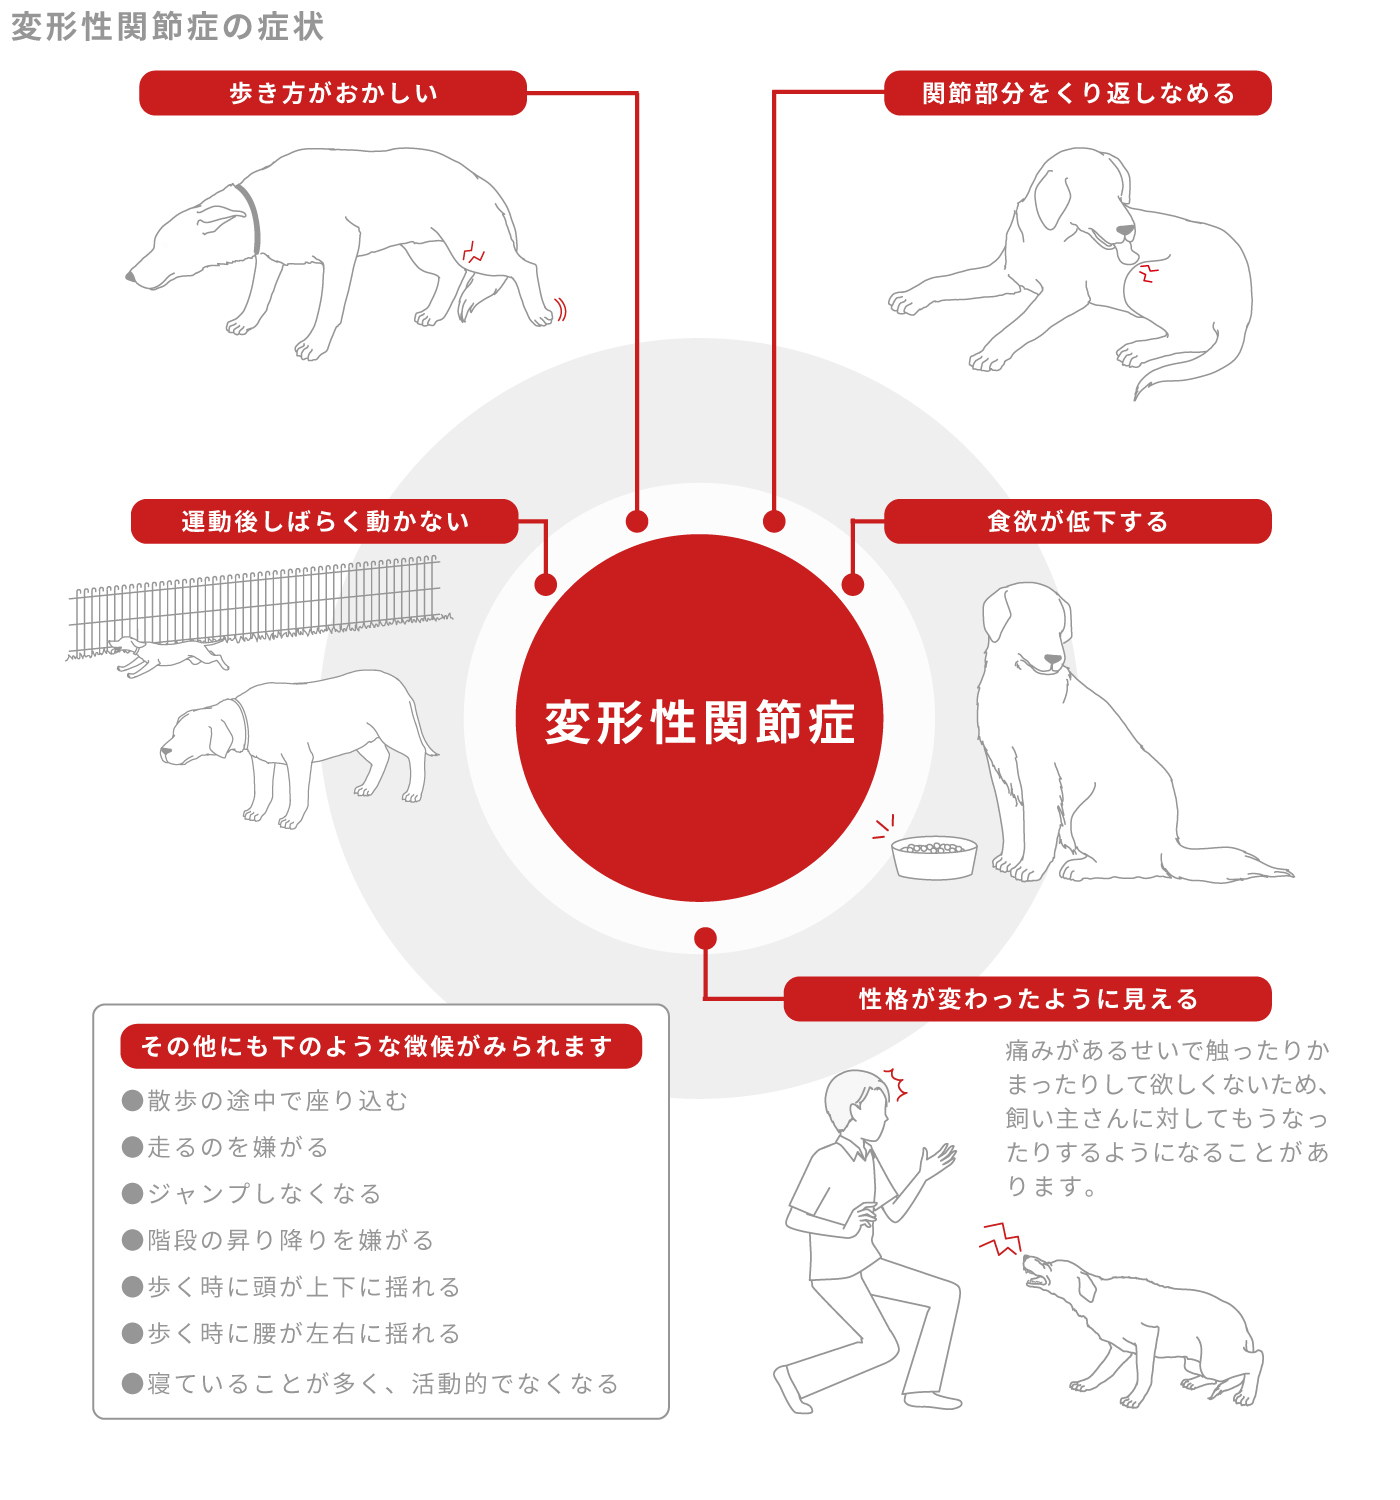 変形性関節症の症状
歩き方がおかしい
関節部分をくり返しなめる
運動後しばらく動かない
食欲が低下する
変形性関節症
性格が変わったように見える
痛みがあるせいで触ったりか
まったりして欲しくないため、
飼い主さんに対してもうなっ
たりするようになることがあ
ります。
その他にも下のような徴候がみられます
●散歩の途中で座り込む
●走るのを嫌がる
●ジャンプしなくなる
●階段の昇り降りを嫌がる
●歩く時に頭が上下に揺れる
●歩く時に腰が左右に揺れる
●寝ていることが多く、活動的でなくなる